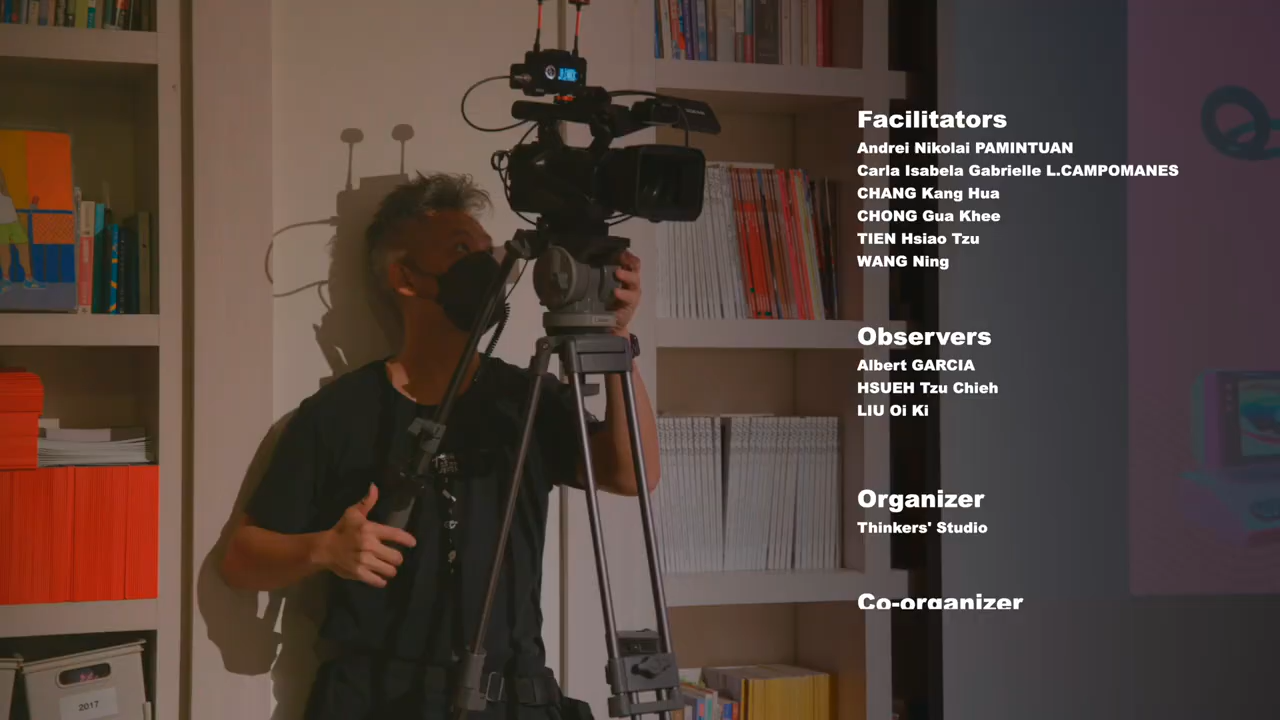 Facilitators
Andrei Nikolai PAMINTUAN
Carla Isabela Gabrielle L.CAMPOMANES
CHANG Kang Hua
CHONG Gua Khee
TIEN Hsiao Tzu
WANG Ning
Observers
Albert GARCIA
HSUEH Tzu Chieh
LIU Oi Ki
Organizer
Thinkers' Studio
Co-organizer
2017